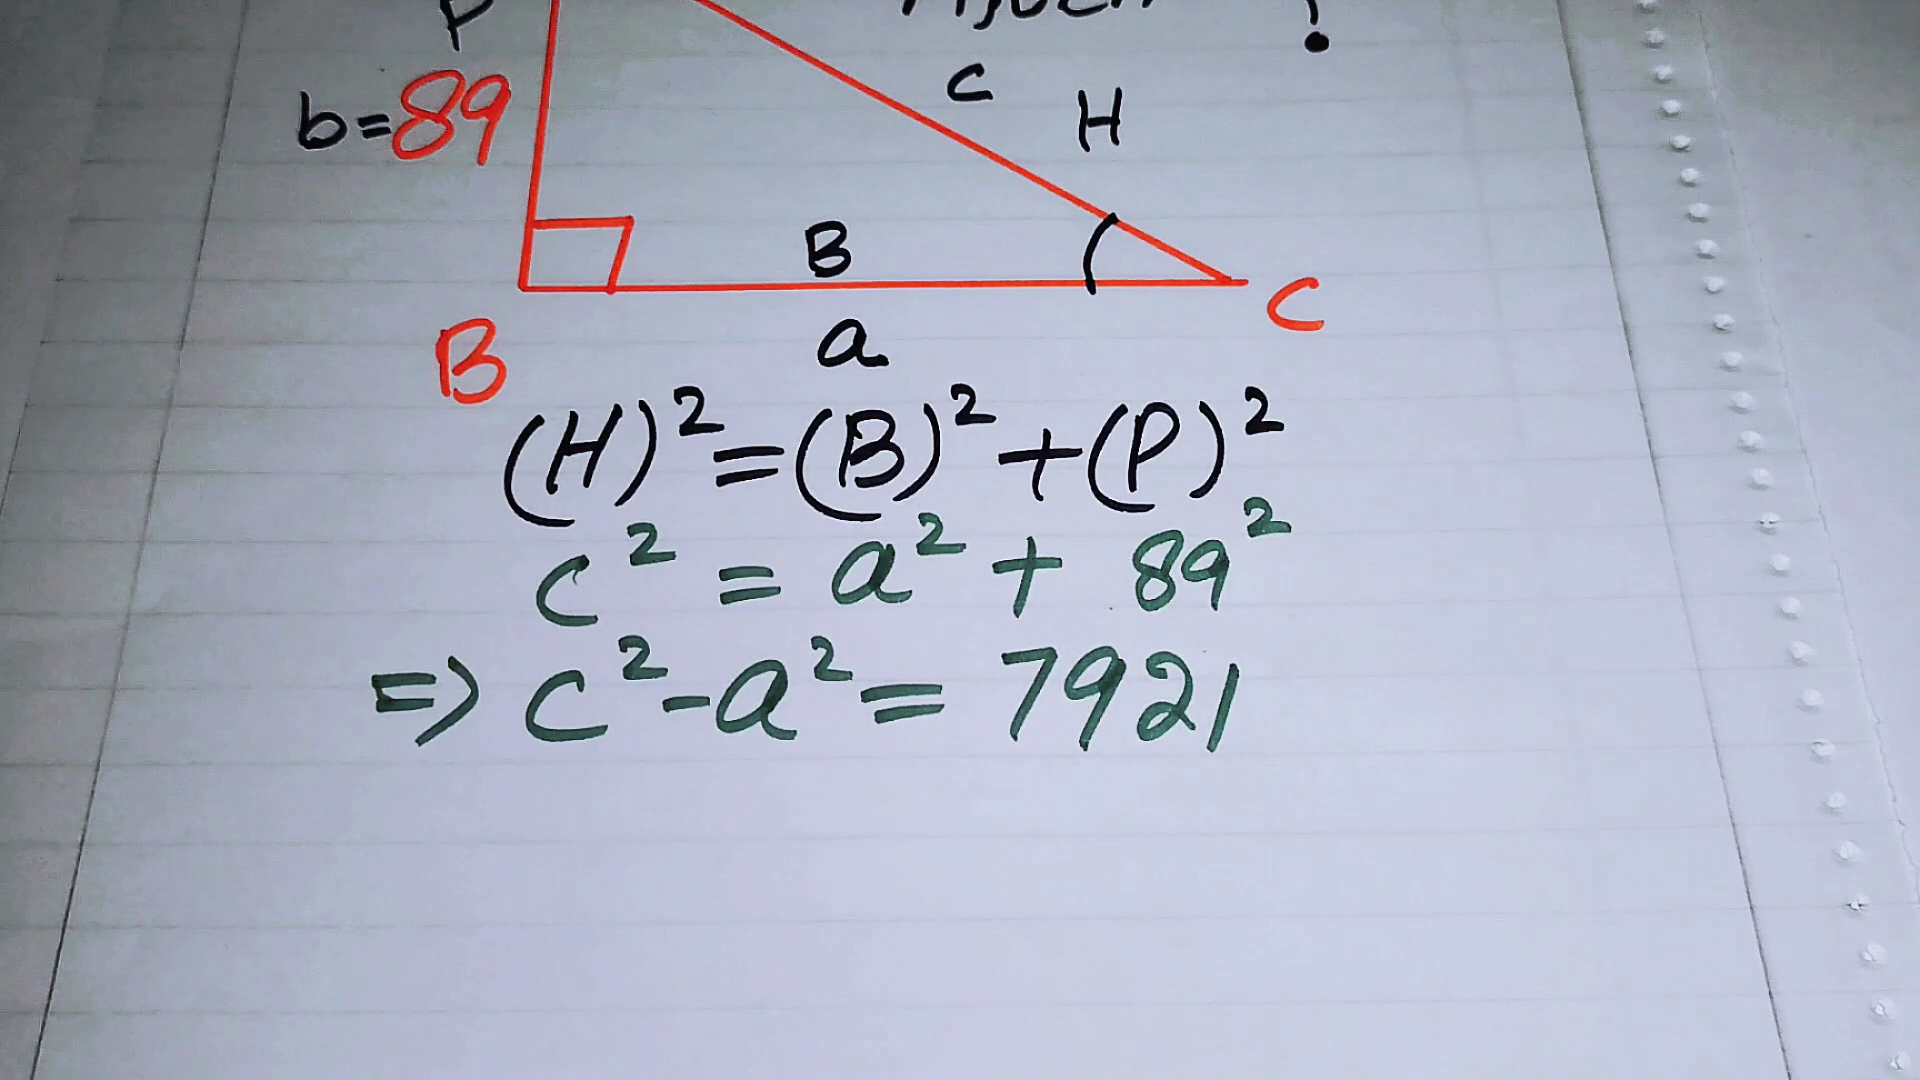 P
c
H
b=89
B
B
C
a
(H)²=(B)²+(P)²
c² = a² + 89²
=> c²-a² = 7921